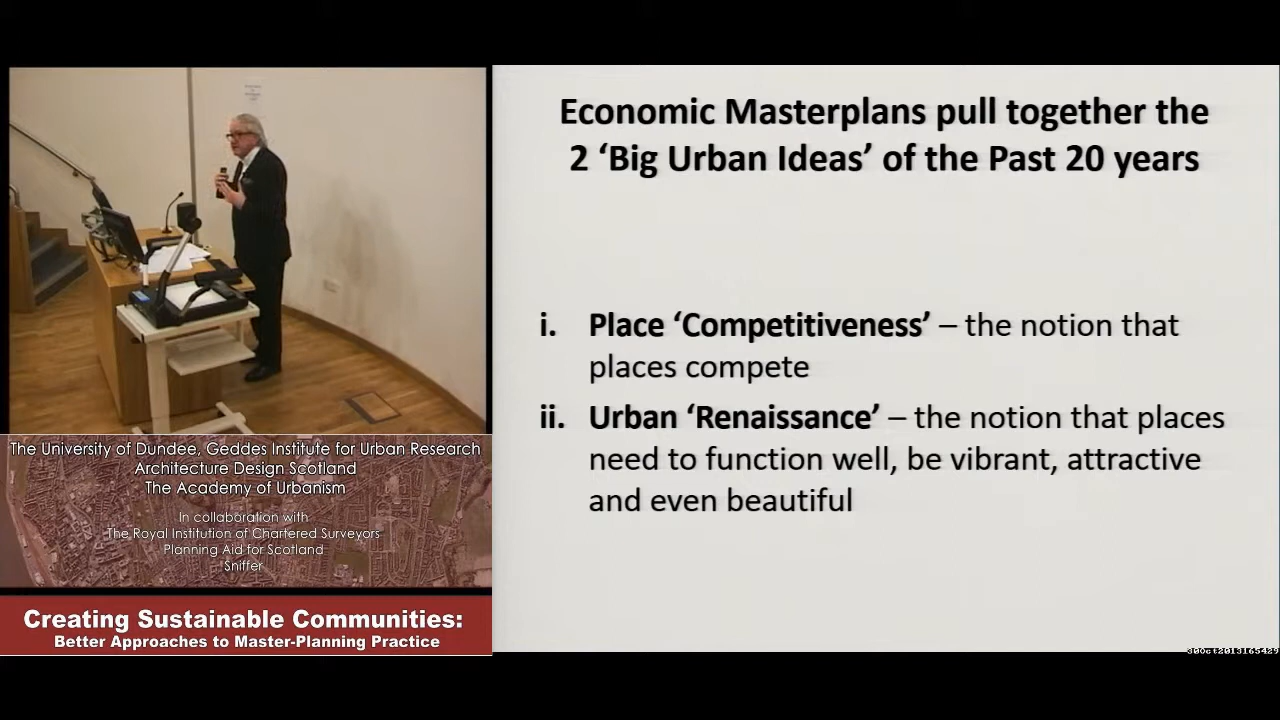 Economic Masterplans pull together the
2 ‘Big Urban Ideas’ of the Past 20 years
i. Place ‘Competitiveness’ – the notion that
places compete
ii. Urban ‘Renaissance’ – the notion that places
need to function well, be vibrant, attractive
and even beautiful
The University of Dundee, Geddes Institute for Urban Research
Architecture Design Scotland
The Academy of Urbanism
In collaboration with
The Royal Institution of Chartered Surveyors
Planning Aid for Scotland
Sniffer
Creating Sustainable Communities:
Better Approaches to Master-Planning Practice
30Oct2013165429